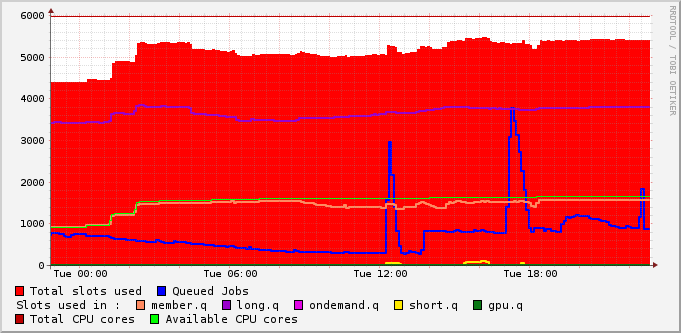 6000
5000
4000
3000
2000
1000
0
Tue 00:00 Tue 06:00 Tue 12:00 Tue 18:00
Total slots used Queued Jobs
Slots used in : member.q long.q ondemand.q short.q gpu.q
Total CPU cores Available CPU cores
RRDTOOL / TOBI OETIKER